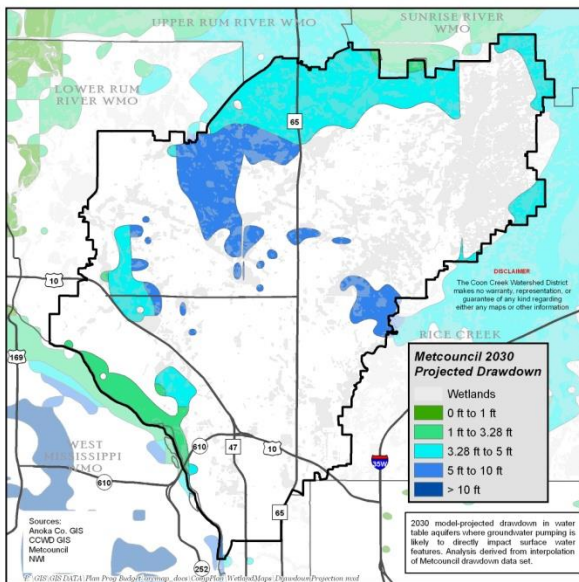 UPPER RUM RIVER WMO
SUNRISE RIVER
WMO
LOWER RUM
RIVER WMO
65
10
DISCLAIMER
The Coon Creek Watershed District
makes no warranty, representation, or
guarantee of any kind regarding
either any maps or other information
RICE CREEK
169
Metcouncil 2030
Projected Drawdown
Wetlands
0 ft to 1 ft
1 ft to 3.28 ft
3.28 ft to 5 ft
5 ft to 10 ft
> 10 ft
WEST
MISSISSIPPI
WMO
610
47
10
610
35W
65
Sources:
Anoka Co. GIS
CCWD GIS
Metcouncil
NWI
252
2030 model-projected drawdown in water
table aquifers where groundwater pumping is
likely to directly impact surface water
features. Analysis derived from interpolation
of Metcouncil drawdown data set.